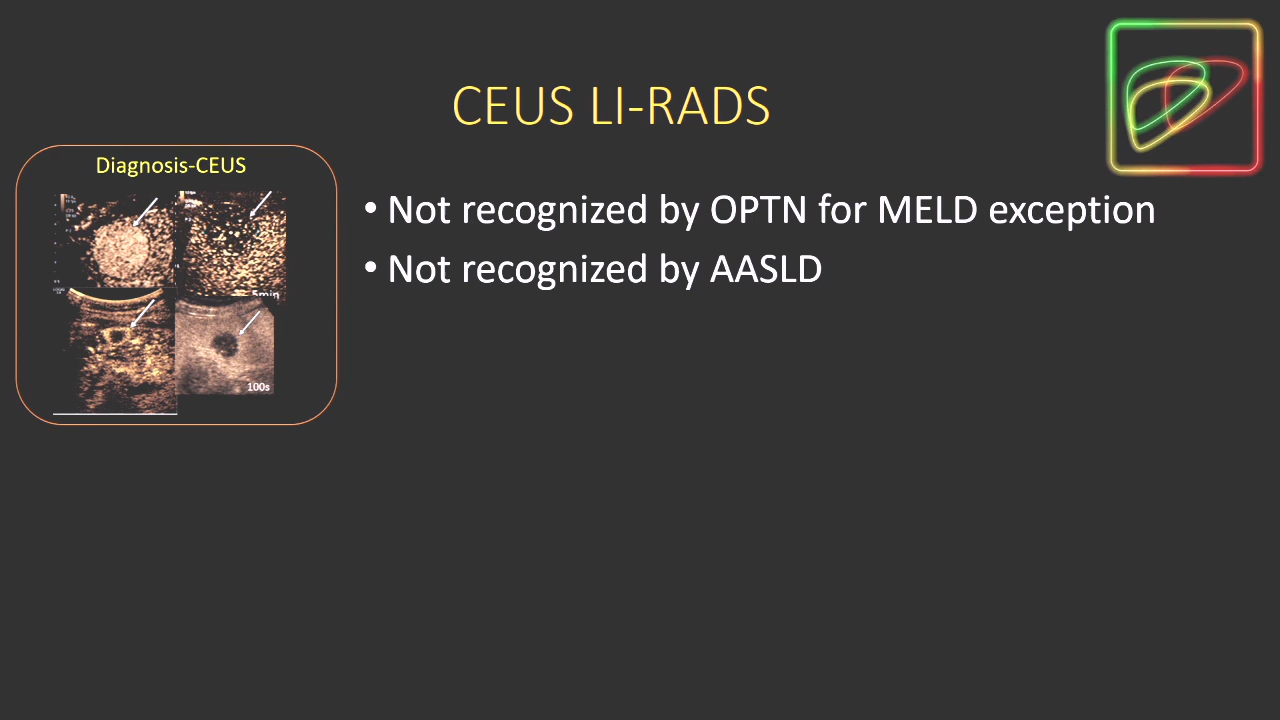 CEUS LI-RADS
Diagnosis-CEUS
5min
100s
• Not recognized by OPTN for MELD exception
• Not recognized by AASLD